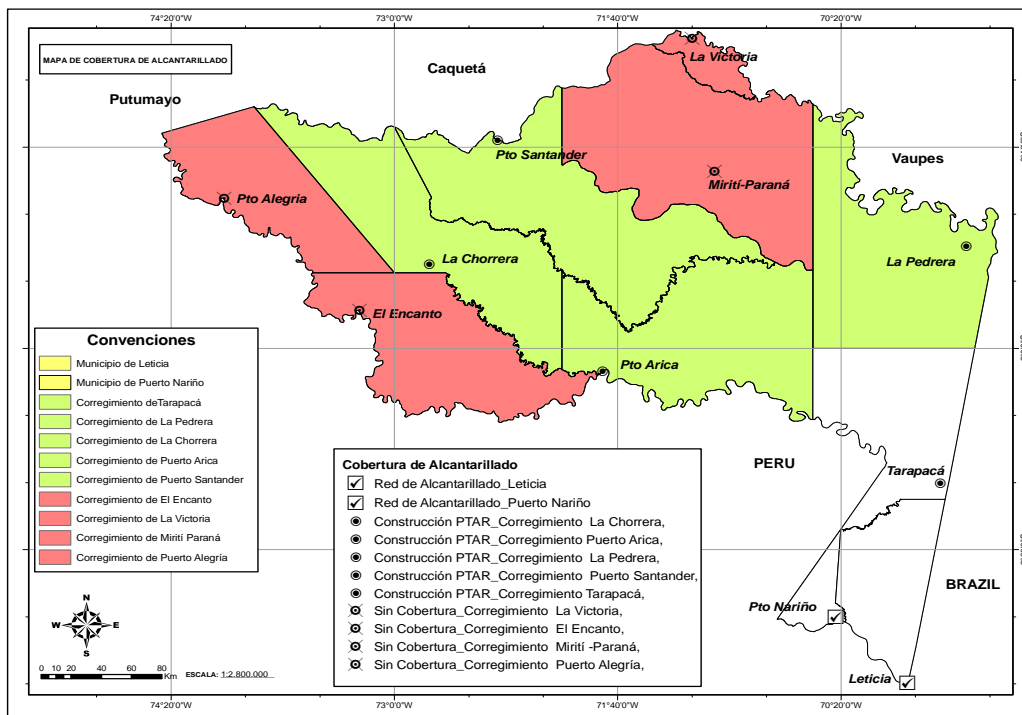 74°20'0"W
73°0'0"W
71°40'0"W
70°20'0"W
MAPA DE COBERTURA DE ALCANTARILLADO
Caquetá
La Victoria
Putumayo
Pto Santander
Vaupes
Mirití-Paraná
Pto Alegria
La Pedrera
La Chorrera
El Encanto
Pto Arica
Convenciones
Municipio de Leticia
Municipio de Puerto Nariño
Corregimiento deTarapacá
Corregimiento de La Pedrera
Corregimiento de La Chorrera
Corregimiento de Puerto Arica
Corregimiento de Puerto Santander
Corregimiento de El Encanto
Corregimiento de La Victoria
Corregimiento de Mirití Paraná
Corregimiento de Puerto Alegría
Cobertura de Alcantarillado
Red de Alcantarillado_Leticia
Red de Alcantarillado_Puerto Nariño
Construcción PTAR_Corregimiento La Chorrera,
Construcción PTAR_Corregimiento Puerto Arica,
Construcción PTAR_Corregimiento La Pedrera,
Construcción PTAR_Corregimiento Puerto Santander,
Construcción PTAR_Corregimiento Tarapacá,
Sin Cobertura_Corregimiento La Victoria,
Sin Cobertura_Corregimiento El Encanto,
Sin Cobertura_Corregimiento Mirití -Paraná,
Sin Cobertura_Corregimiento Puerto Alegría,
PERU
Tarapacá
BRAZIL
Pto Nariño
Leticia
N
W E
S
0 10 20 40 60 80
Km
ESCALA: 1:2.800.000
74°20'0"W
73°0'0"W
71°40'0"W
70°20'0"W